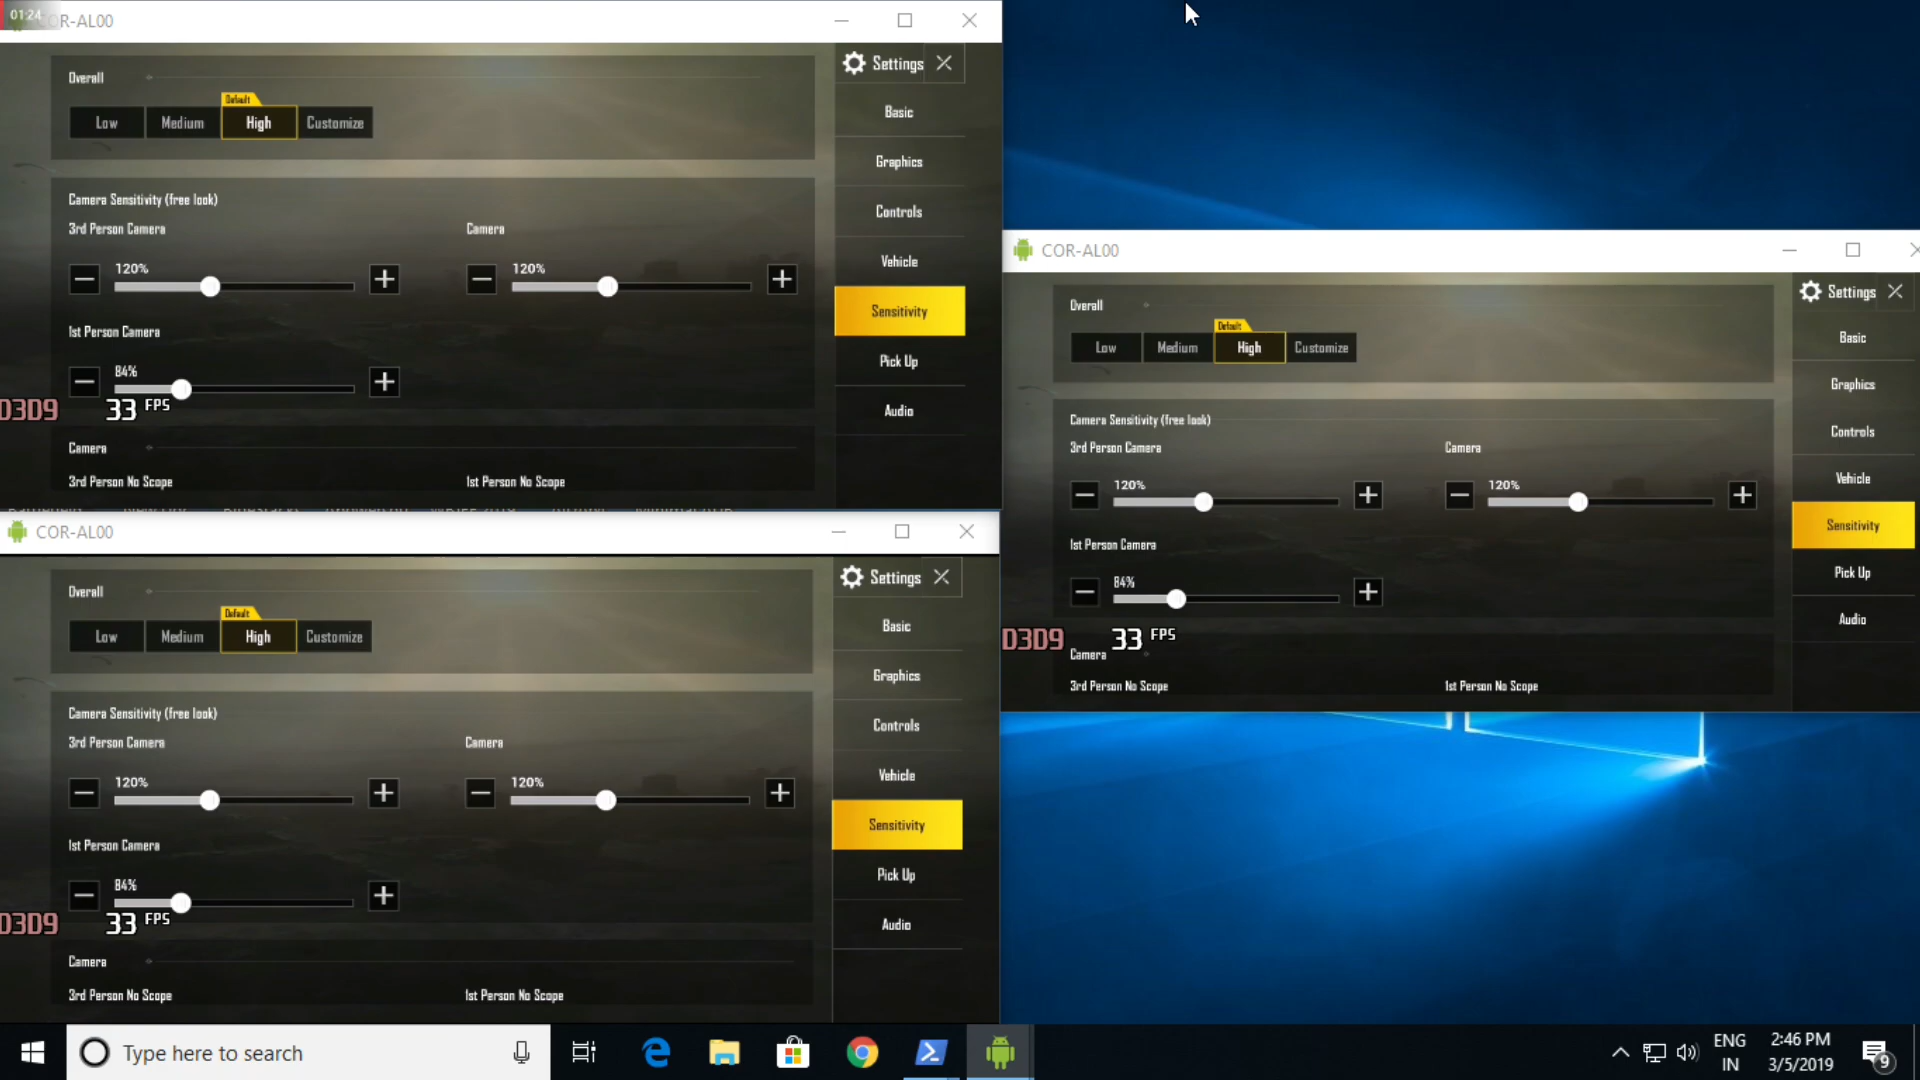 01:24
COR-AL00
Overall
Default
Low Medium High Customize
Camera Sensitivity (free look)
3rd Person Camera Camera
120% 120%
1st Person Camera
84%
D3D9 33 FPS
Camera
3rd Person No Scope 1st Person No Scope
Settings
Basic
Graphics
Controls
Vehicle
Sensitivity
Pick Up
Audio
COR-AL00
Overall
Default
Low Medium High Customize
Camera Sensitivity (free look)
3rd Person Camera Camera
120% 120%
1st Person Camera
84%
D3D9 33 FPS
Camera
3rd Person No Scope 1st Person No Scope
Settings
Basic
Graphics
Controls
Vehicle
Sensitivity
Pick Up
Audio
COR-AL00
Overall
Default
Low Medium High Customize
Camera Sensitivity (free look)
3rd Person Camera Camera
120% 120%
1st Person Camera
84%
D3D9 33 FPS
Camera
3rd Person No Scope 1st Person No Scope
Settings
Basic
Graphics
Controls
Vehicle
Sensitivity
Pick Up
Audio
Type here to search
ENG
IN
2:46 PM
3/5/2019
9